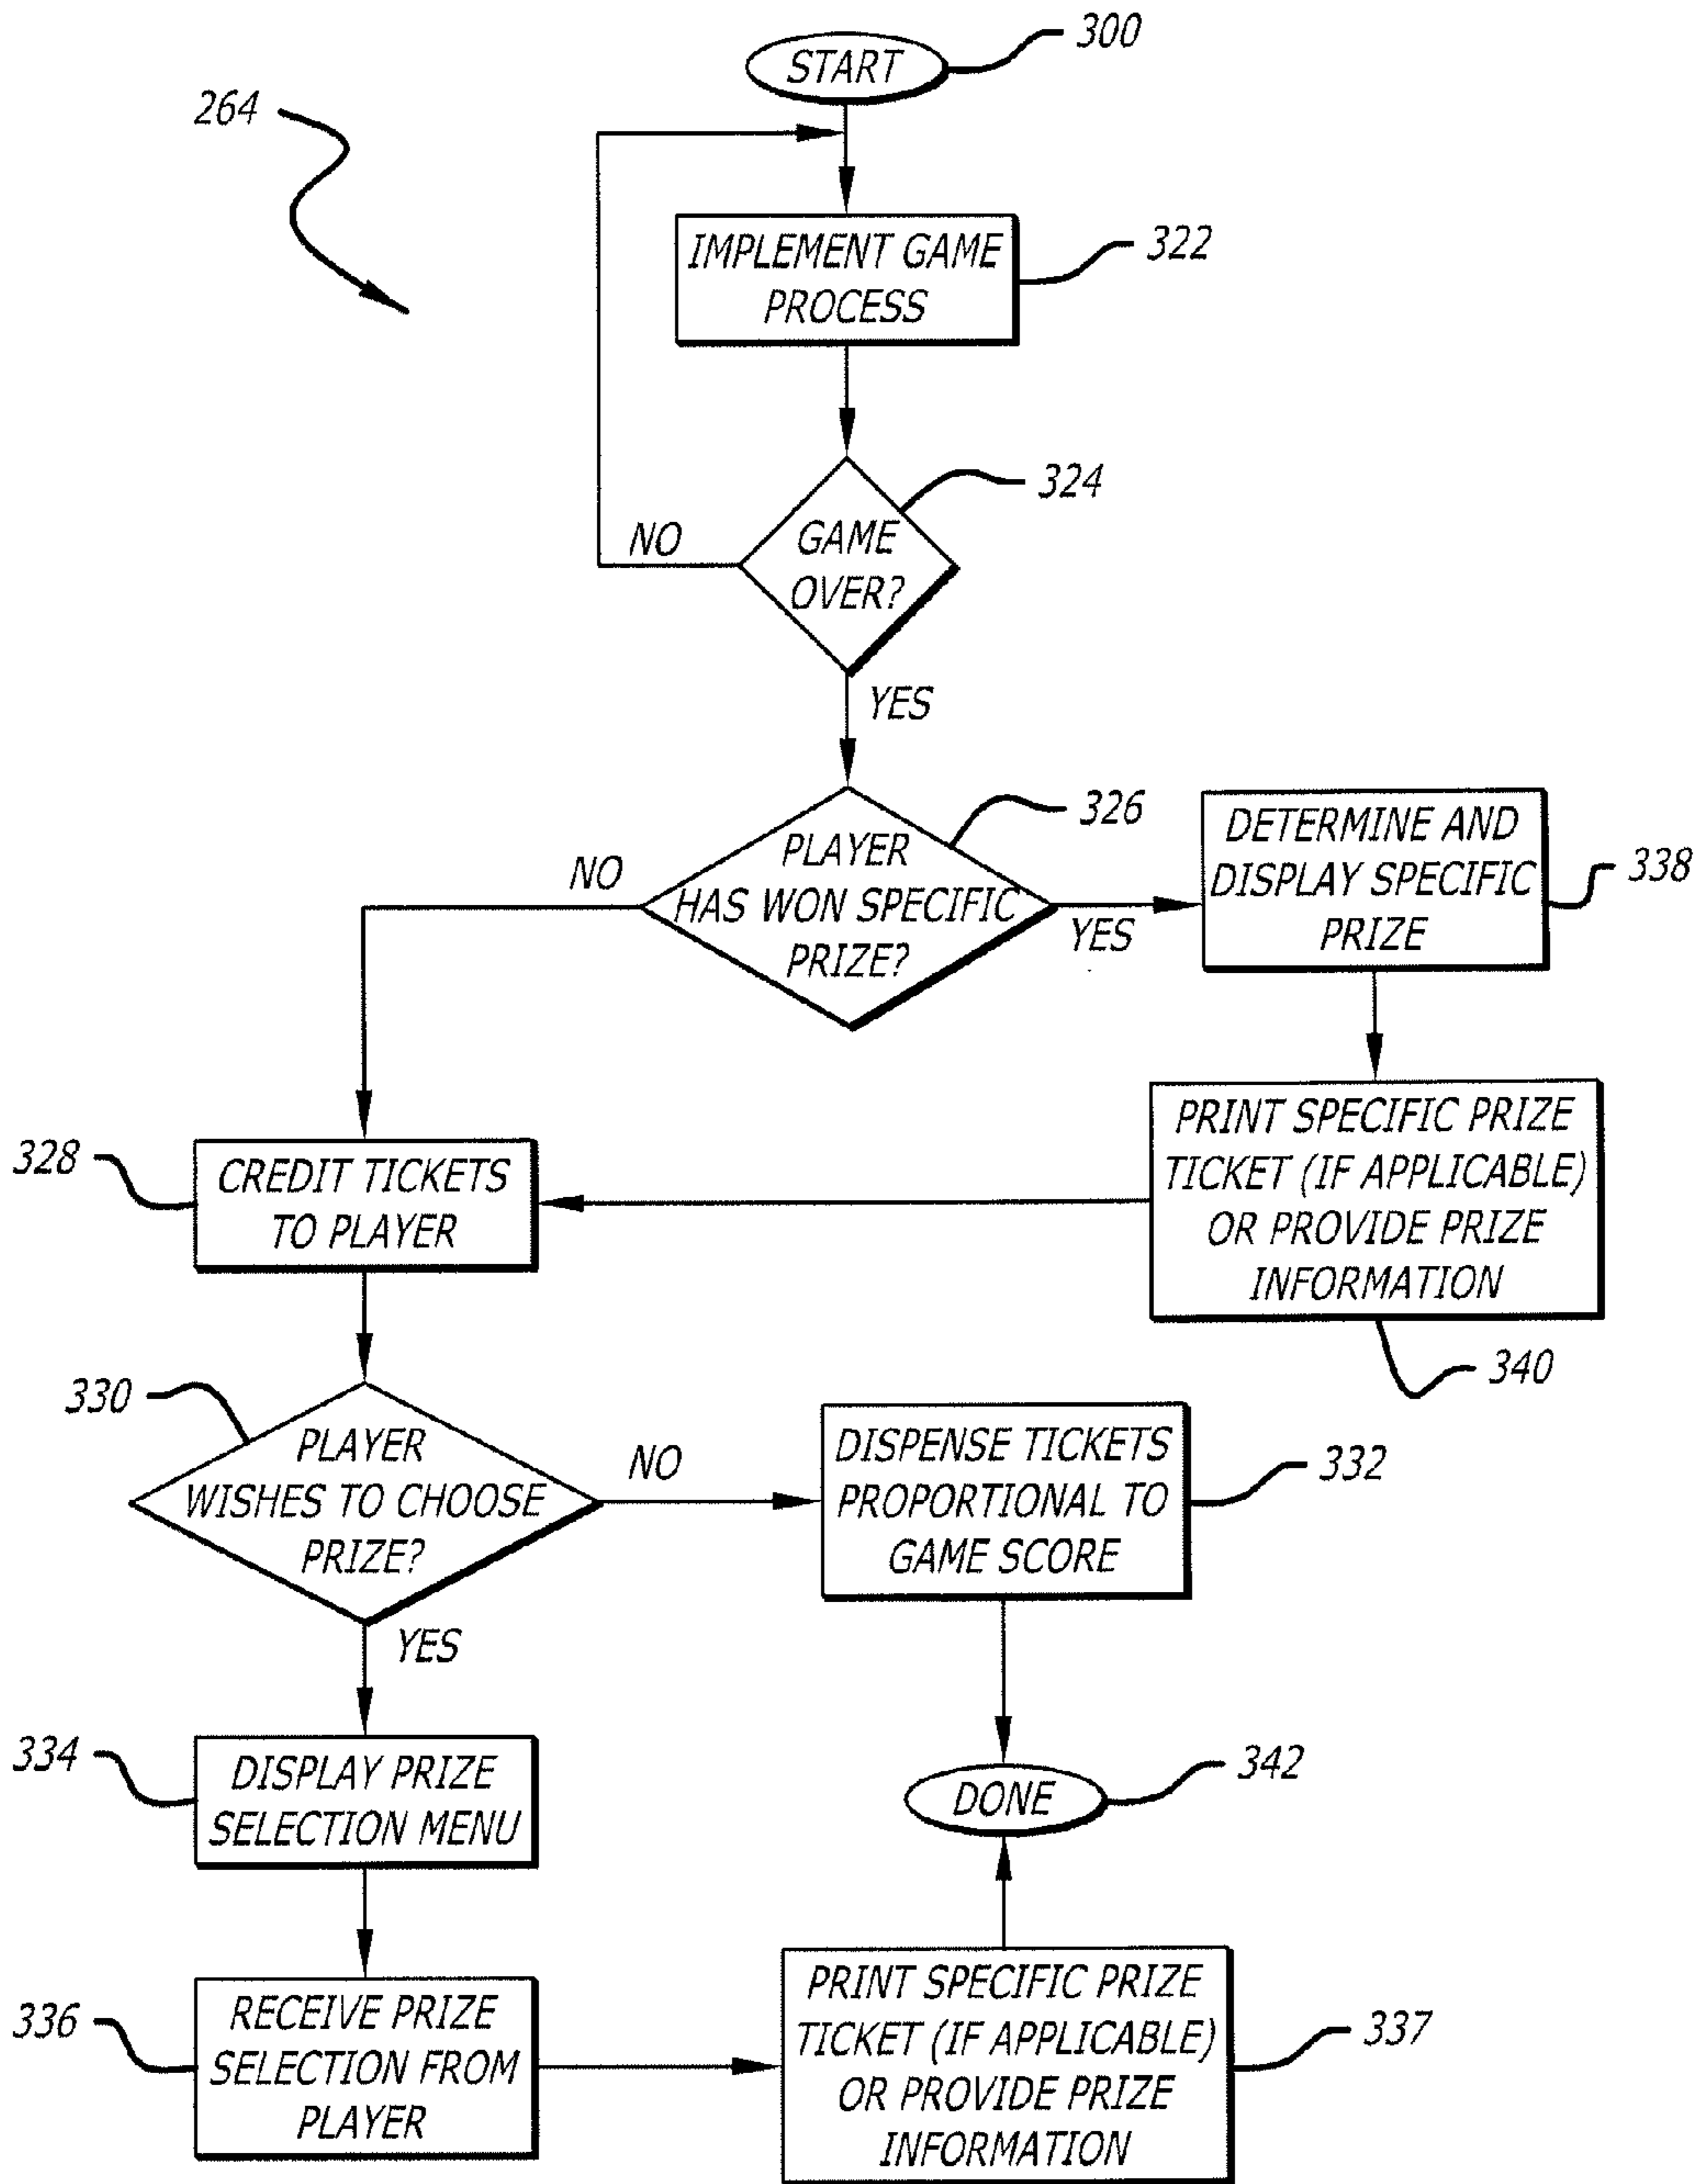 START
300
264
IMPLEMENT GAME
PROCESS
322
GAME
OVER?
324
NO
YES
PLAYER
HAS WON SPECIFIC
PRIZE?
326
NO
YES
DETERMINE AND
DISPLAY SPECIFIC
PRIZE
338
PRINT SPECIFIC PRIZE
TICKET (IF APPLICABLE)
OR PROVIDE PRIZE
INFORMATION
340
328
CREDIT TICKETS
TO PLAYER
330
PLAYER
WISHES TO CHOOSE
PRIZE?
NO
YES
DISPENSE TICKETS
PROPORTIONAL TO
GAME SCORE
332
334
DISPLAY PRIZE
SELECTION MENU
DONE
342
336
RECEIVE PRIZE
SELECTION FROM
PLAYER
PRINT SPECIFIC PRIZE
TICKET (IF APPLICABLE)
OR PROVIDE PRIZE
INFORMATION
337